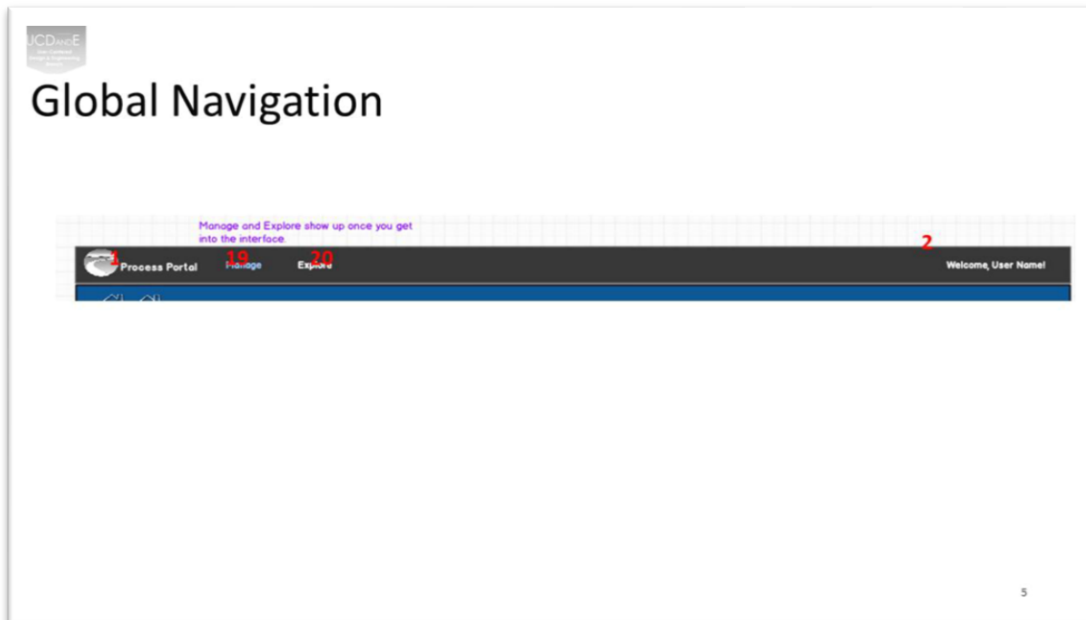 UCDANDE
Global Navigation
Manage and Explore show up once you get
into the interface.
2
1 Process Portal 19 Manage 20 Explore Welcome, User Name!
5